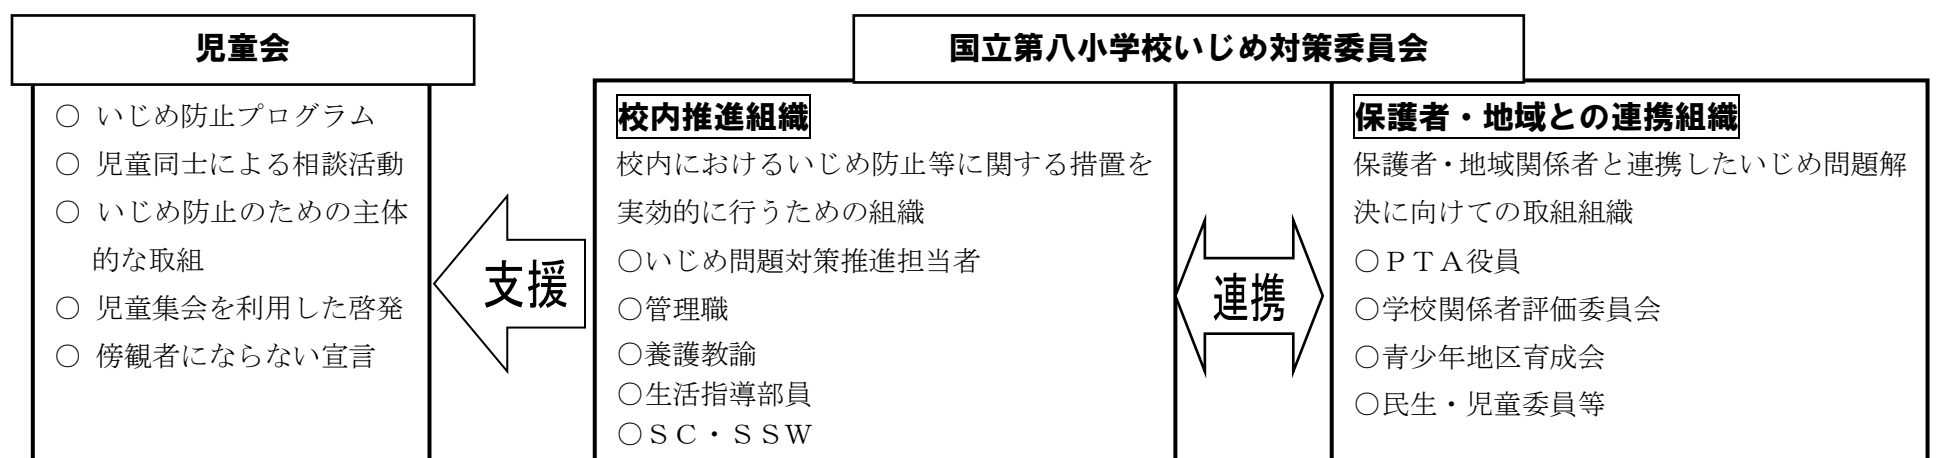 児童会
○ いじめ防止プログラム
○ 児童同士による相談活動
○ いじめ防止のための主体
的な取組
○ 児童集会を利用した啓発
○ 傍観者にならない宣言
支援
国立第八小学校いじめ対策委員会
校内推進組織
校内におけるいじめ防止等に関する措置を
実効的に行うための組織
○いじめ問題対策推進担当者
○管理職
○養護教諭
○生活指導部員
○ＳＣ・ＳＳＷ
連携
保護者・地域との連携組織
保護者・地域関係者と連携したいじめ問題解
決に向けての取組組織
○ＰＴＡ役員
○学校関係者評価委員会
○青少年地区育成会
○民生・児童委員等